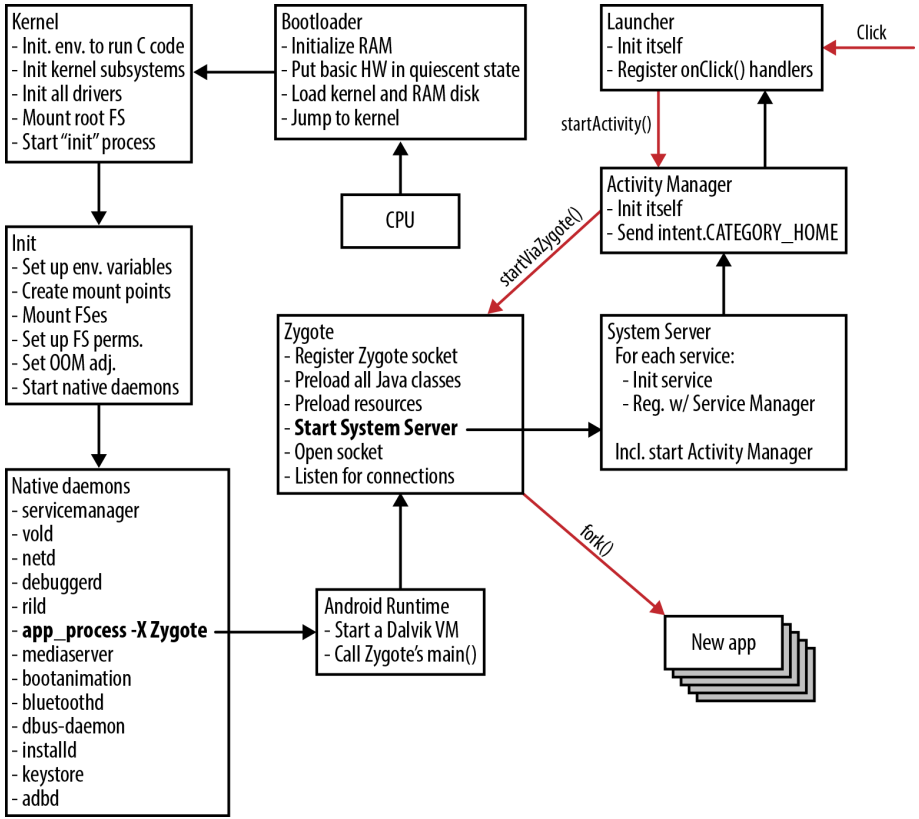 Kernel
- Init. env. to run C code
- Init kernel subsystems
- Init all drivers
- Mount root FS
- Start “init” process
Bootloader
- Initialize RAM
- Put basic HW in quiescent state
- Load kernel and RAM disk
- Jump to kernel
Launcher
- Init itself
- Register onClick() handlers
Click
startActivity()
CPU
Activity Manager
- Init itself
- Send intent.CATEGORY_HOME
startViaZygote()
Init
- Set up env. variables
- Create mount points
- Mount FSes
- Set up FS perms.
- Set OOM adj.
- Start native daemons
Zygote
- Register Zygote socket
- Preload all Java classes
- Preload resources
- Start System Server
- Open socket
- Listen for connections
System Server
For each service:
- Init service
- Reg. w/ Service Manager
Incl. start Activity Manager
Native daemons
- servicemanager
- vold
- netd
- debuggerd
- rild
- app_process -X Zygote
- mediaserver
- bootanimation
- bluetoothd
- dbus-daemon
- installd
- keystore
- adbd
Android Runtime
- Start a Dalvik VM
- Call Zygote’s main()
fork()
New app